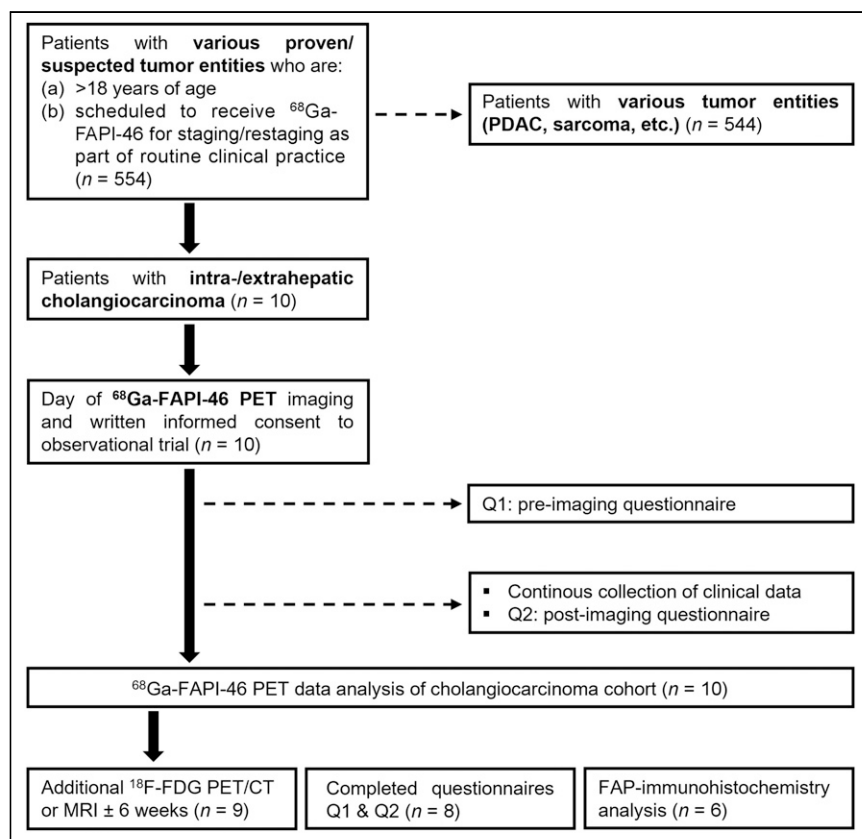 Patients with various proven/
suspected tumor entities who are:
(a) >18 years of age
(b) scheduled to receive ⁶⁸Ga-
FAPI-46 for staging/restaging as
part of routine clinical practice
(n = 554)
Patients with various tumor entities
(PDAC, sarcoma, etc.) (n = 544)
Patients with intra-/extrahepatic
cholangiocarcinoma (n = 10)
Day of ⁶⁸Ga-FAPI-46 PET imaging
and written informed consent to
observational trial (n = 10)
Q1: pre-imaging questionnaire
▪ Continous collection of clinical data
▪ Q2: post-imaging questionnaire
⁶⁸Ga-FAPI-46 PET data analysis of cholangiocarcinoma cohort (n = 10)
Additional ¹⁸F-FDG PET/CT
or MRI ± 6 weeks (n = 9)
Completed questionnaires
Q1 & Q2 (n = 8)
FAP-immunohistochemistry
analysis (n = 6)